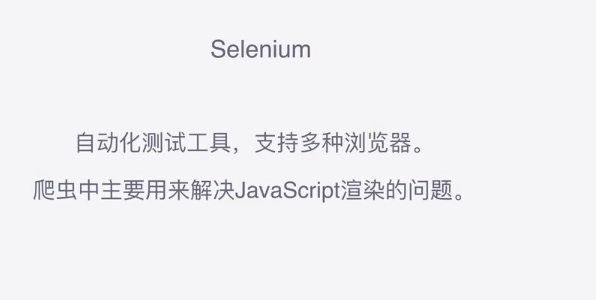 Selenium
自动化测试工具，支持多种浏览器。
爬虫中主要用来解决JavaScript渲染的问题。